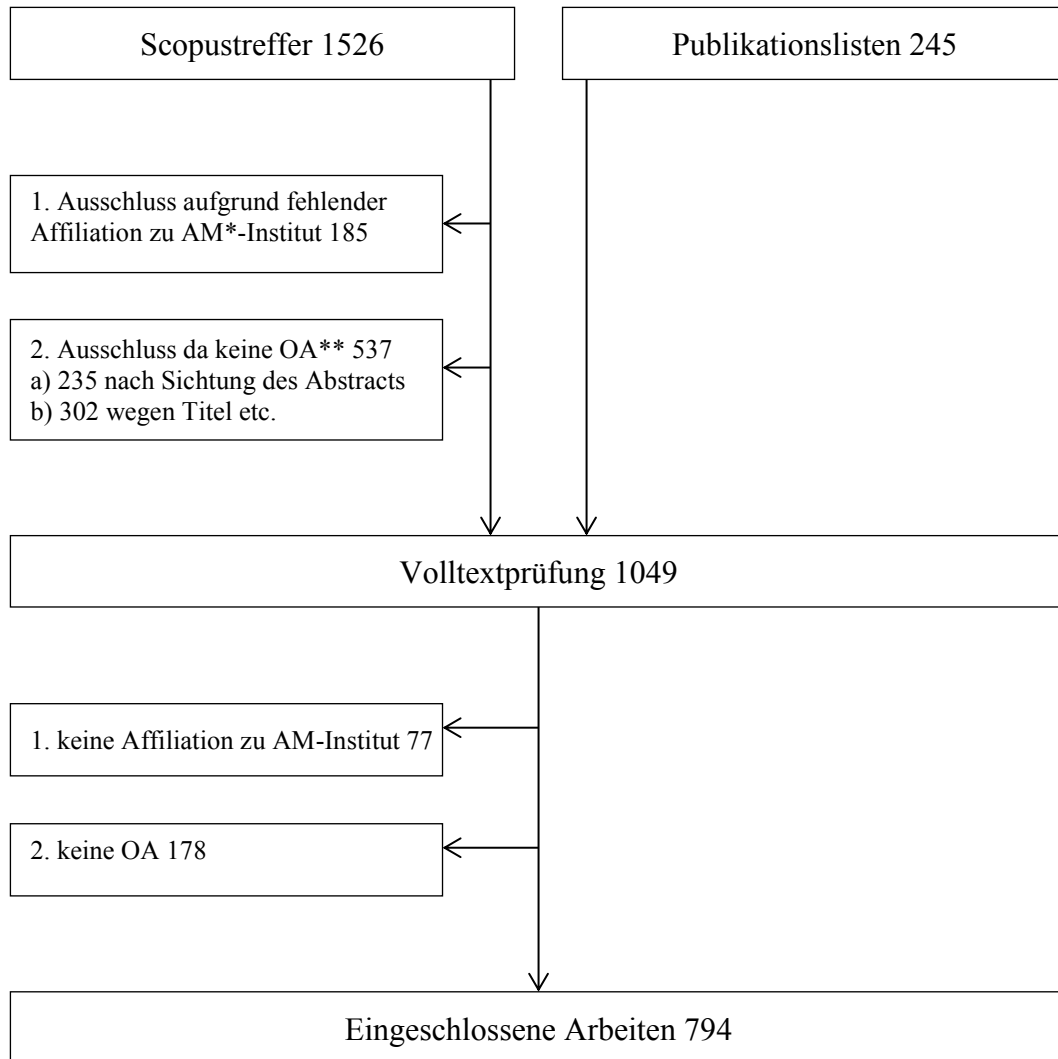 Scopustreffer 1526
Publikationslisten 245
1. Ausschluss aufgrund fehlender
Affiliation zu AM*-Institut 185
2. Ausschluss da keine OA** 537
a) 235 nach Sichtung des Abstracts
b) 302 wegen Titel etc.
Volltextprüfung 1049
1. keine Affiliation zu AM-Institut 77
2. keine OA 178
Eingeschlossene Arbeiten 794